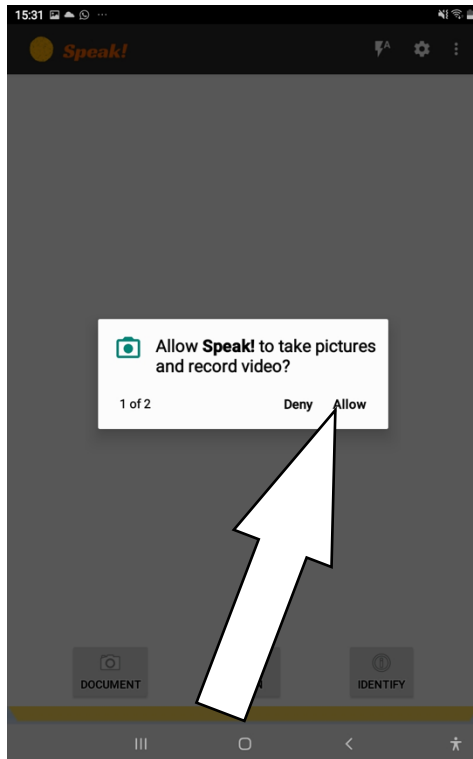 15:31
Speak!
A
Allow Speak! to take pictures
and record video?
1 of 2
Deny Allow
DOCUMENT
IDENTIFY